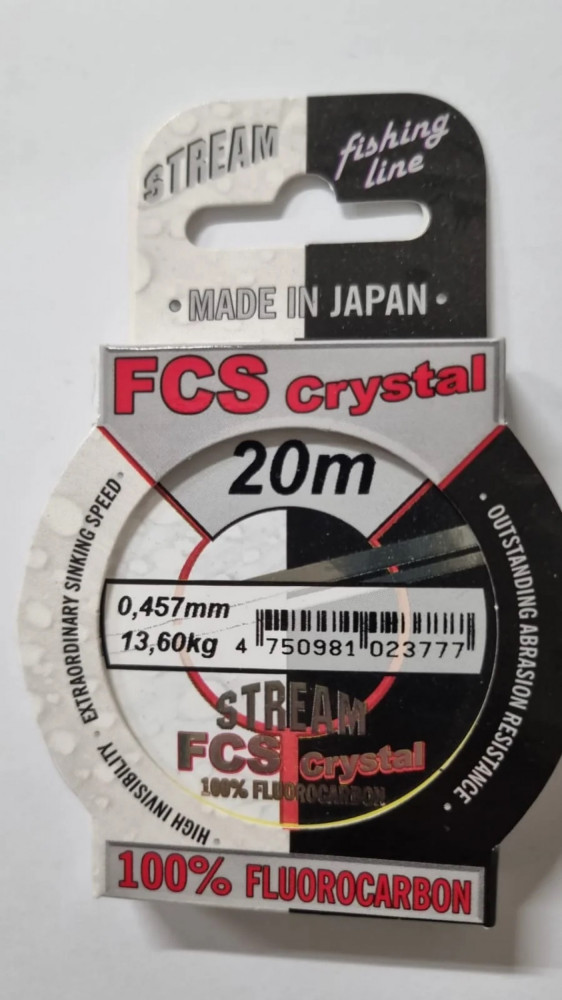 STREAM
fishing
line
• MADE IN JAPAN •
FCS Crystal
20m
HIGH INVISIBILITY • EXTRAORDINARY SINKING SPEED •
• OUTSTANDING ABRASION RESISTANCE •
0,457mm
13,60kg
4 750981 023777
STREAM
FCS Crystal
100% FLUOROCARBON
100% FLUOROCARBON